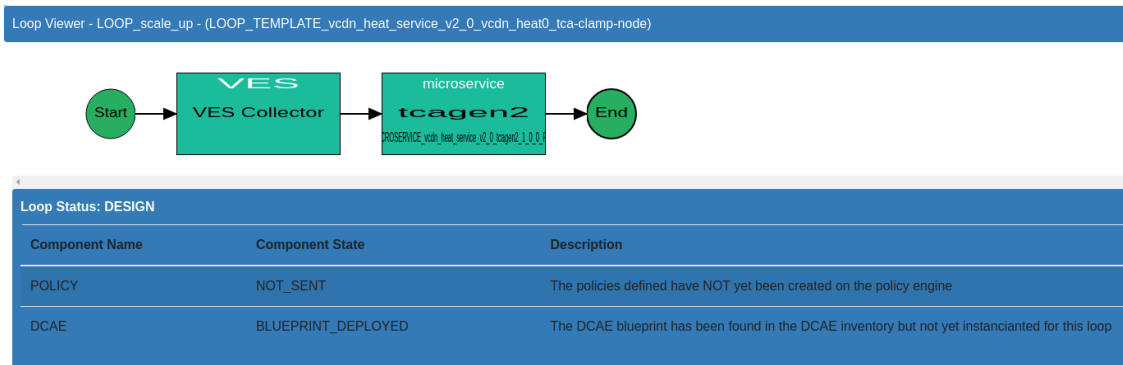 Loop Viewer - LOOP_scale_up - (LOOP_TEMPLATE_vcdn_heat_service_v2_0_vcdn_heat0_tca-clamp-node)
VES
microservice
Start
VES Collector
tcagen2
End
CROSERVICE_vcdn_heat_service_v2_0_tcagen2_1_0_0_F
Loop Status: DESIGN
Component Name Component State Description
POLICY NOT_SENT The policies defined have NOT yet been created on the policy engine
DCAE BLUEPRINT_DEPLOYED The DCAE blueprint has been found in the DCAE inventory but not yet instancianted for this loop